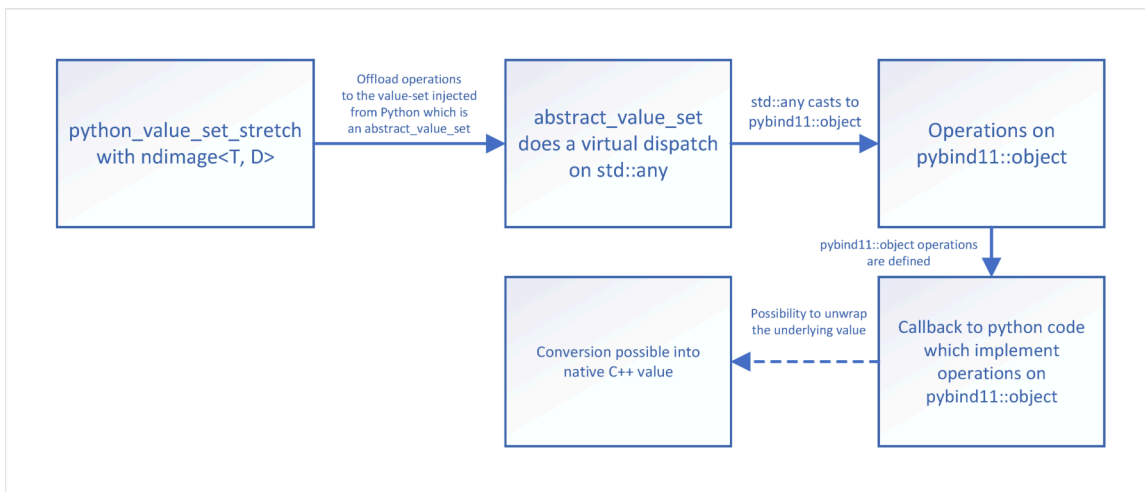 python_value_set_stretch
with ndimage<T, D>
Offload operations
to the value-set injected
from Python which is
an abstract_value_set
abstract_value_set
does a virtual dispatch
on std::any
std::any casts to
pybind11::object
Operations on
pybind11::object
pybind11::object operations
are defined
Callback to python code
which implement
operations on
pybind11::object
Possibility to unwrap
the underlying value
Conversion possible into
native C++ value